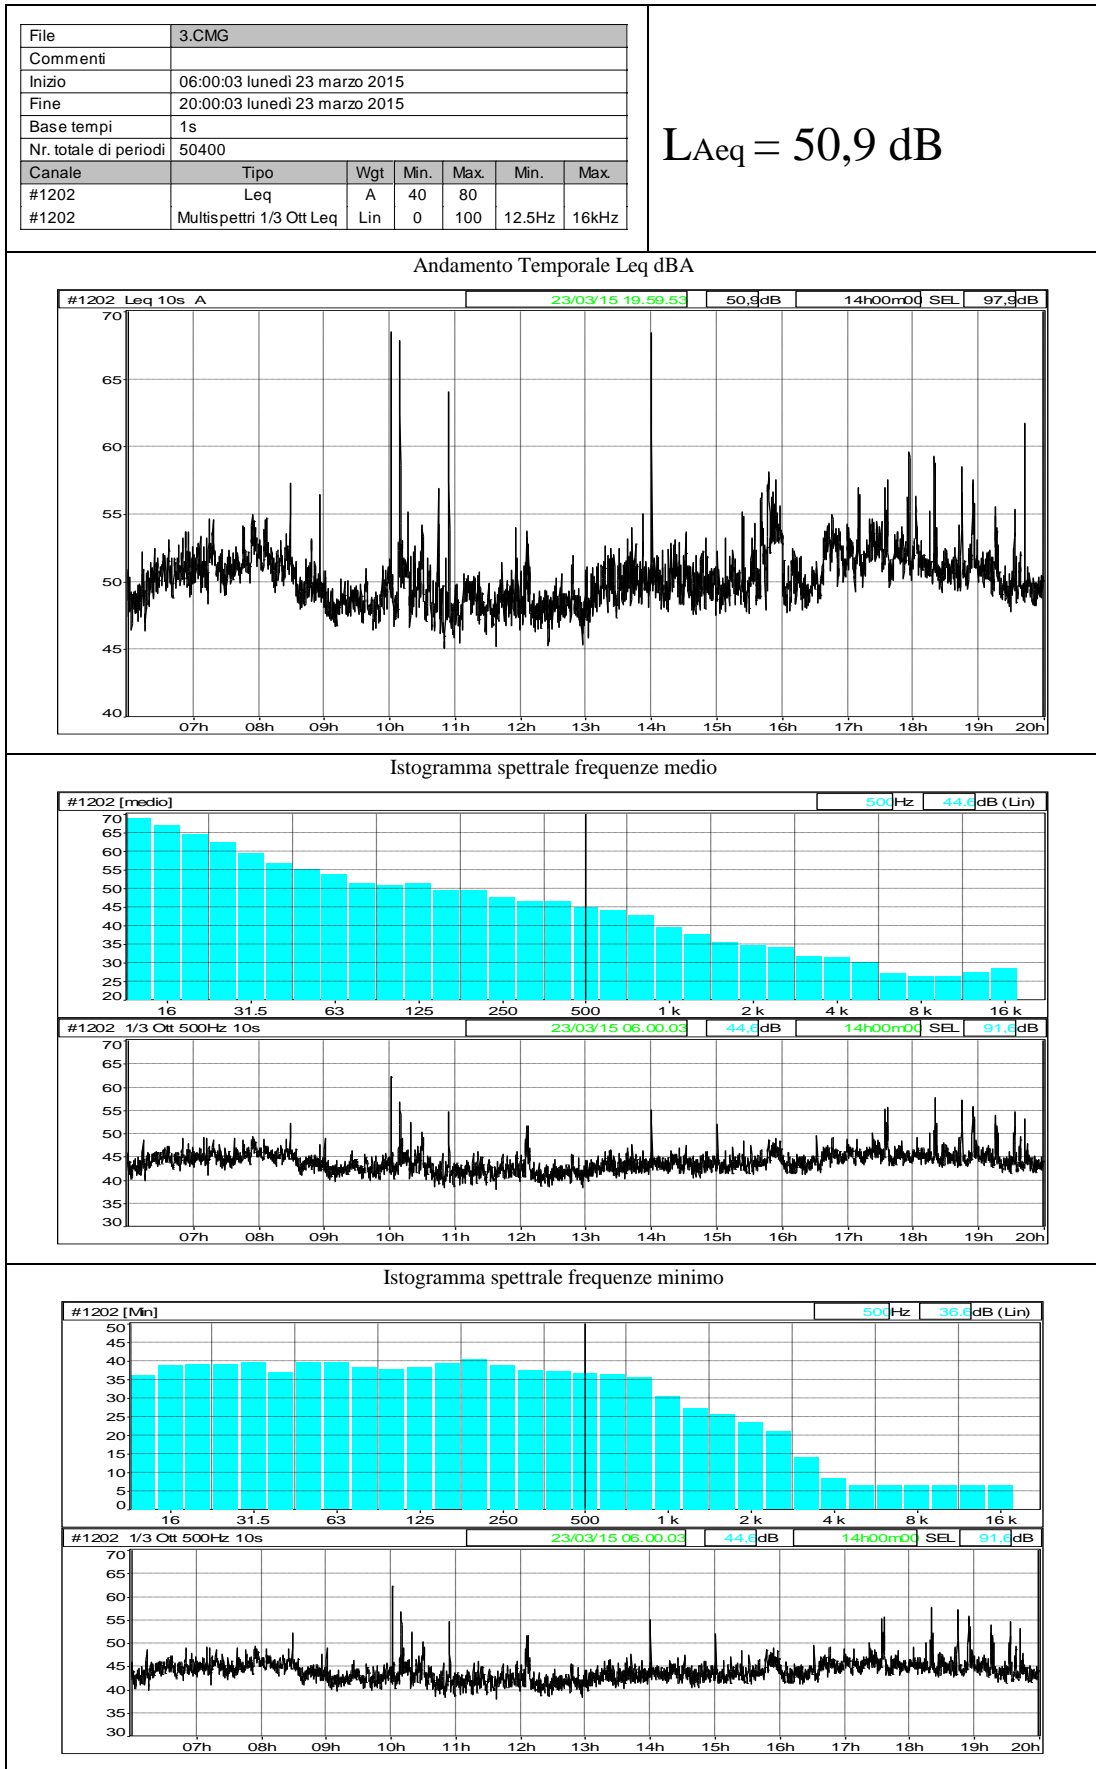 File 3.CMG
Commenti
Inizio 06:00:03 lunedì 23 marzo 2015
Fine 20:00:03 lunedì 23 marzo 2015
Base tempi 1s
Nr. totale di periodi 50400
Canale Tipo Wgt Min. Max. Min. Max.
#1202 Leq A 40 80
#1202 Multispettri 1/3 Ott Leq Lin 0 100 12.5Hz 16kHz
LAeq = 50,9 dB
Andamento Temporale Leq dBA
#1202 Leq 10s A 23/03/15 19.59.53 50,9dB 14h00m00 SEL 97,9dB
70
65
60
55
50
45
40
07h 08h 09h 10h 11h 12h 13h 14h 15h 16h 17h 18h 19h 20h
Istogramma spettrale frequenze medio
#1202 [medio] 500Hz 44.6dB (Lin)
70
65
60
55
50
45
40
35
30
25
20
16 31.5 63 125 250 500 1 k 2 k 4 k 8 k 16 k
#1202 1/3 Ott 500Hz 10s 23/03/15 06.00.03 44,6dB 14h00m00 SEL 91,6dB
70
65
60
55
50
45
40
35
30
07h 08h 09h 10h 11h 12h 13h 14h 15h 16h 17h 18h 19h 20h
Istogramma spettrale frequenze minimo
#1202 [Min] 500Hz 36.6dB (Lin)
50
45
40
35
30
25
20
15
10
5
0
16 31.5 63 125 250 500 1 k 2 k 4 k 8 k 16 k
#1202 1/3 Ott 500Hz 10s 23/03/15 06.00.03 44,6dB 14h00m00 SEL 91,6dB
70
65
60
55
50
45
40
35
30
07h 08h 09h 10h 11h 12h 13h 14h 15h 16h 17h 18h 19h 20h